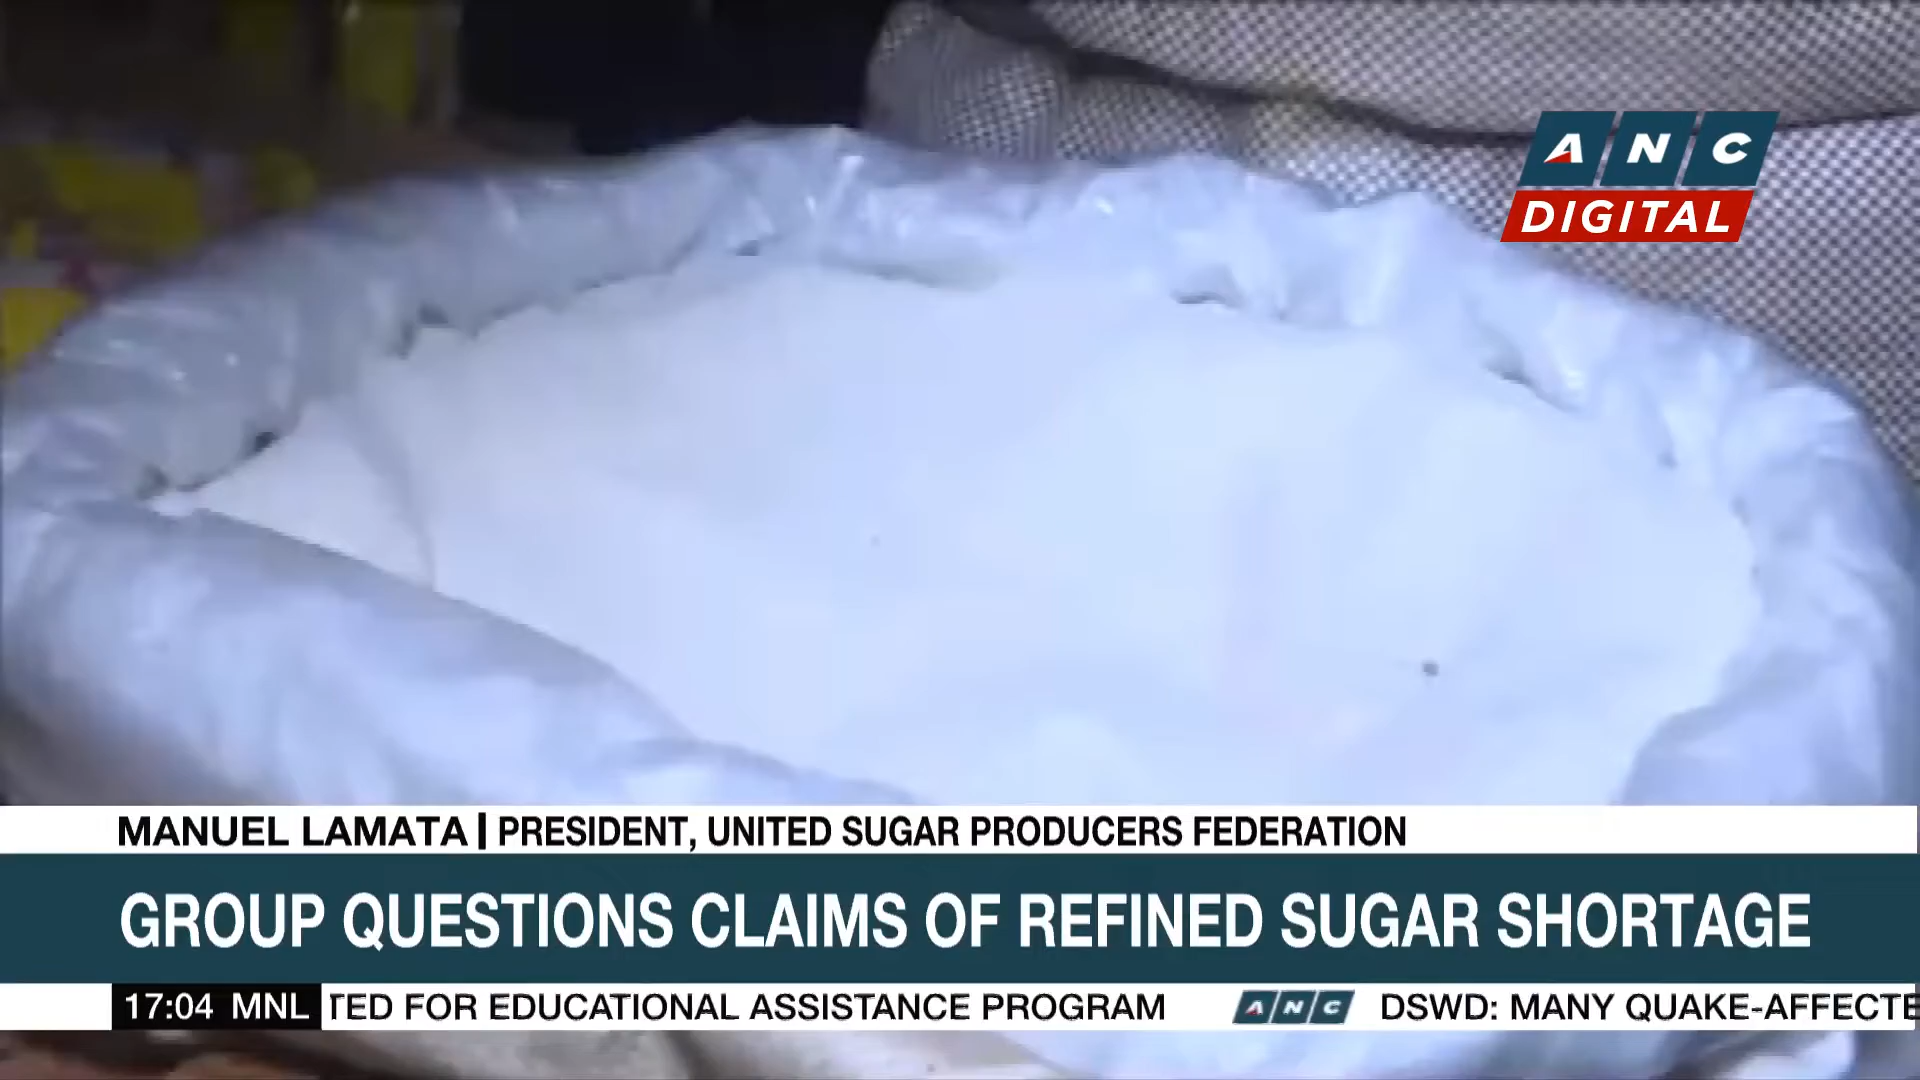 ANC
DIGITAL
MANUEL LAMATA | PRESIDENT, UNITED SUGAR PRODUCERS FEDERATION
GROUP QUESTIONS CLAIMS OF REFINED SUGAR SHORTAGE
17:04 MNL TED FOR EDUCATIONAL ASSISTANCE PROGRAM ANC DSWD: MANY QUAKE-AFFECTE